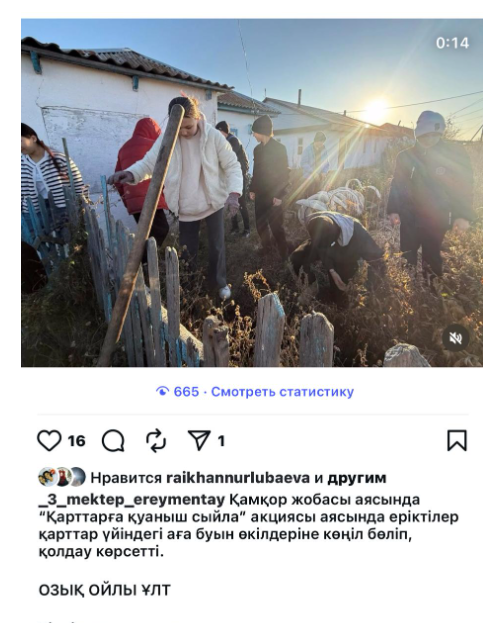 0:14
665 · Смотреть статистику
16
1
Нравится raikhannurlubaeva и другим
_3_mektep_ereymentay Қамқор жобасы аясында
“Қарттарға қуаныш сыйла” акциясы аясында еріктілер
қарттар үйіндегі аға буын өкілдеріне көңіл бөліп,
қолдау көрсетті.
ОЗЫҚ ОЙЛЫ ҰЛТ